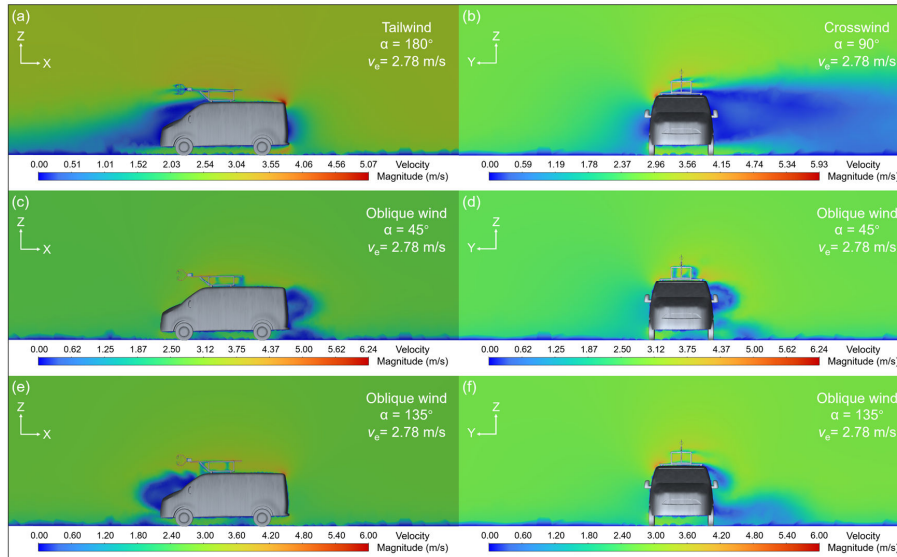 (a)
Tailwind
α = 180°
vₑ= 2.78 m/s
Z
X
0.00 0.51 1.01 1.52 2.03 2.54 3.04 3.55 4.06 4.56 5.07 Velocity
Magnitude (m/s)
(b)
Crosswind
α = 90°
vₑ= 2.78 m/s
Z
Y
0.00 0.59 1.19 1.78 2.37 2.96 3.56 4.15 4.74 5.34 5.93 Velocity
Magnitude (m/s)
(c)
Oblique wind
α = 45°
vₑ= 2.78 m/s
Z
X
0.00 0.62 1.25 1.87 2.50 3.12 3.75 4.37 4.99 5.62 6.24 Velocity
Magnitude (m/s)
(d)
Oblique wind
α = 45°
vₑ= 2.78 m/s
Z
Y
0.00 0.62 1.25 1.87 2.50 3.12 3.75 4.37 5.00 5.62 6.24 Velocity
Magnitude (m/s)
(e)
Oblique wind
α = 135°
vₑ= 2.78 m/s
Z
X
0.00 0.60 1.20 1.80 2.40 3.00 3.60 4.20 4.80 5.40 6.00 Velocity
Magnitude (m/s)
(f)
Oblique wind
α = 135°
vₑ= 2.78 m/s
Z
Y
0.00 0.60 1.20 1.80 2.40 3.00 3.60 4.20 4.80 5.40 6.00 Velocity
Magnitude (m/s)